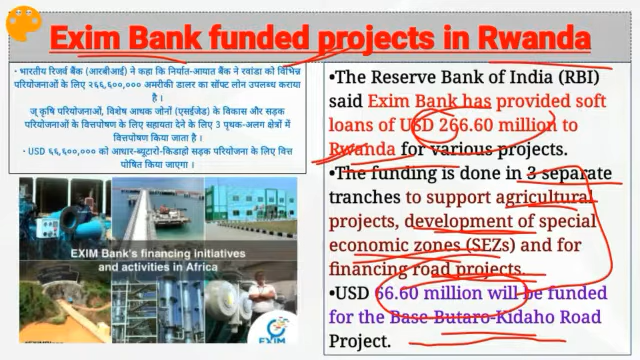 Exim Bank funded projects in Rwanda
• भारतीय रिजर्व बैंक (आरबीआई) ने कहा कि निर्यात-आयात बैंक ने रवांडा को विभिन्न
परियोजनाओं के लिए २६६,६००,००० अमरीकी डालर का सॉफ्ट लोन उपलब्ध कराया
है ।
ज् कृषि परियोजनाओं, विशेष आथक जोनों (एसईजेड) के विकास और सड़क
परियोजनाओं के वित्तपोषण के लिए सहायता देने के लिए 3 पृथक-अलग क्षेत्रों में
वित्तपोषण किया जाता है ।
• USD ६६,६००,००० को आधार-ब्यूटारो-किडाहो सड़क परियोजना के लिए वित्त
पोषित किया जाएगा ।
•The Reserve Bank of India (RBI)
said Exim Bank has provided soft
loans of USD 266.60 million to
Rwanda for various projects.
•The funding is done in 3 separate
tranches to support agricultural
projects, development of special
economic zones (SEZs) and for
financing road projects.
•USD 66.60 million will be funded
for the Base-Butaro-Kidaho Road
Project.
EXIM Bank's financing initiatives
and activities in Africa
EXIM